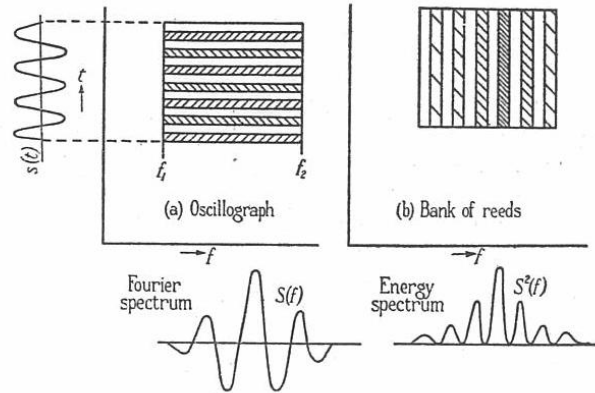 t
s(t)
f₁
f₂
(a) Oscillograph
(b) Bank of reeds
f
f
Fourier
spectrum
S(f)
Energy
spectrum
S²(f)